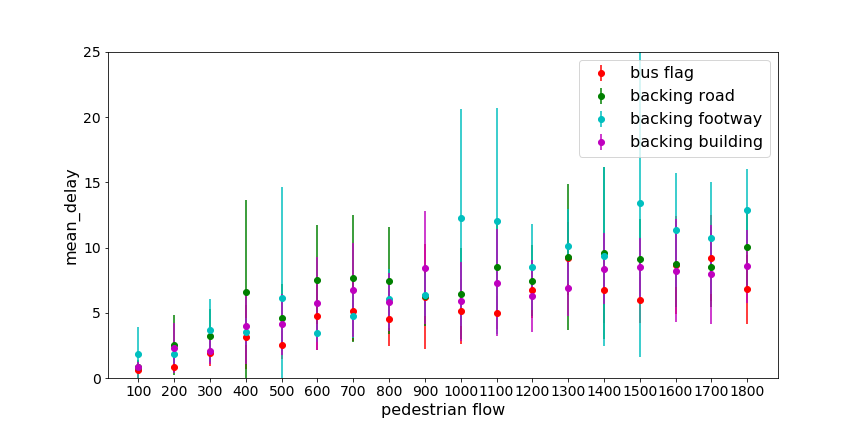 25
20
15
10
5
0
mean_delay
bus flag
backing road
backing footway
backing building
100 200 300 400 500 600 700 800 900 1000 1100 1200 1300 1400 1500 1600 1700 1800
pedestrian flow